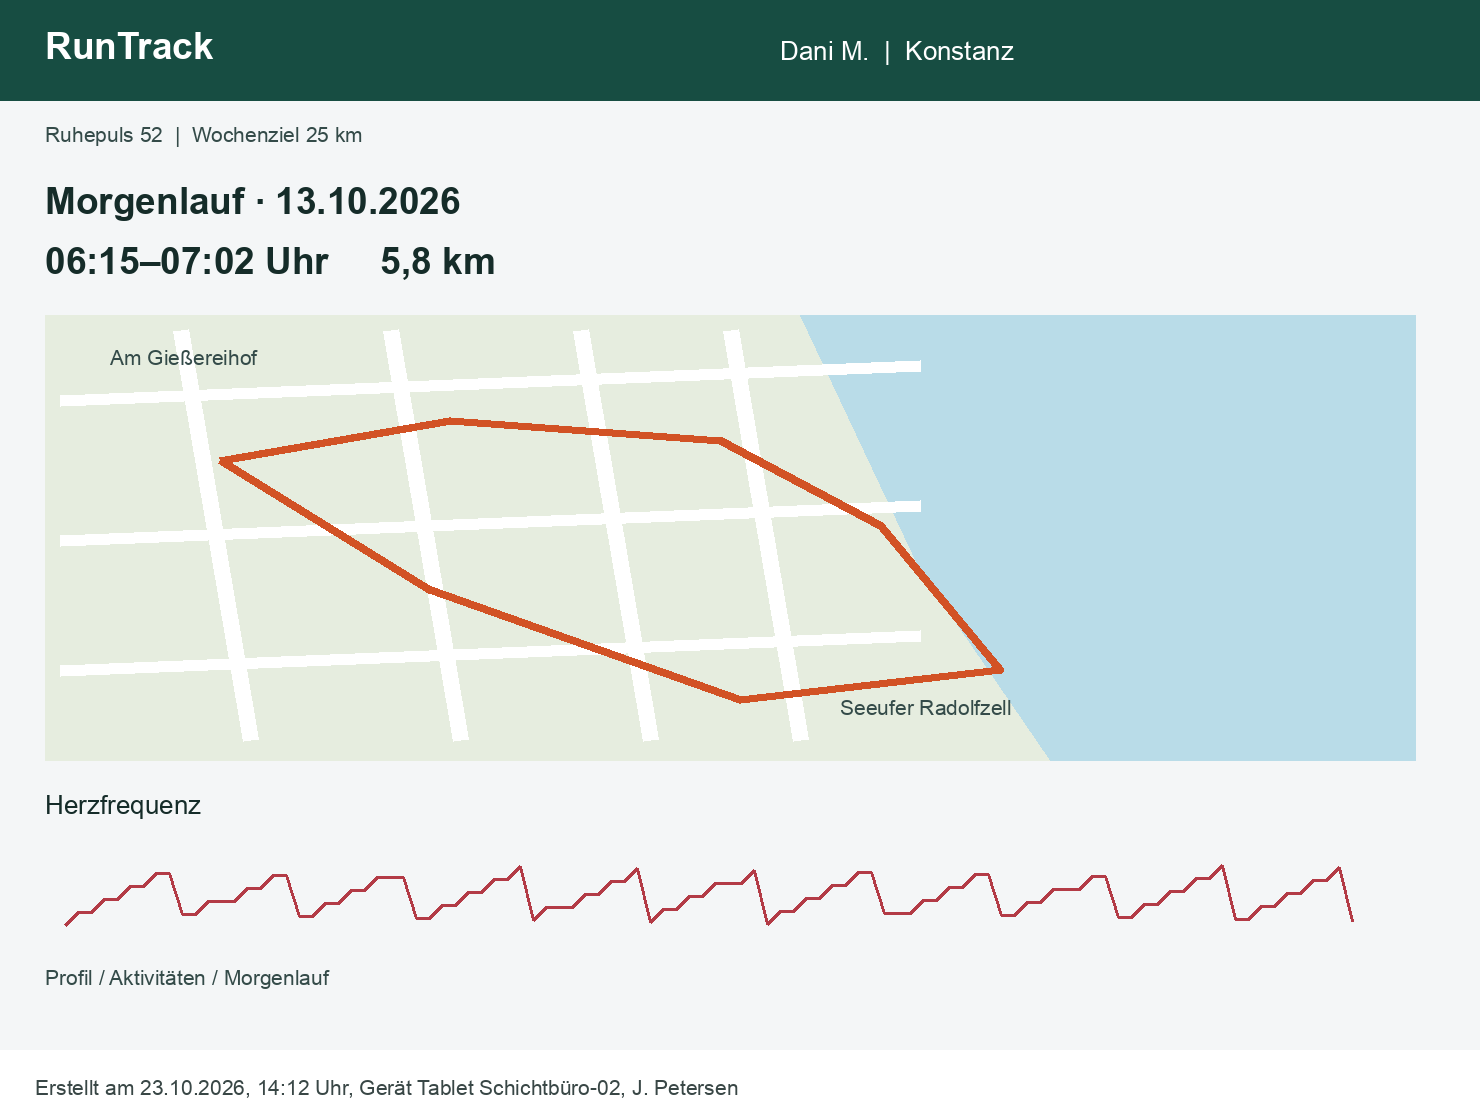 RunTrack
Dani M. | Konstanz
Ruhepuls 52 | Wochenziel 25 km
Morgenlauf · 13.10.2026
06:15–07:02 Uhr 5,8 km
Am Gießereihof
Seeufer Radolfzell
Herzfrequenz
Profil / Aktivitäten / Morgenlauf
Erstellt am 23.10.2026, 14:12 Uhr, Gerät Tablet Schichtbüro-02, J. Petersen